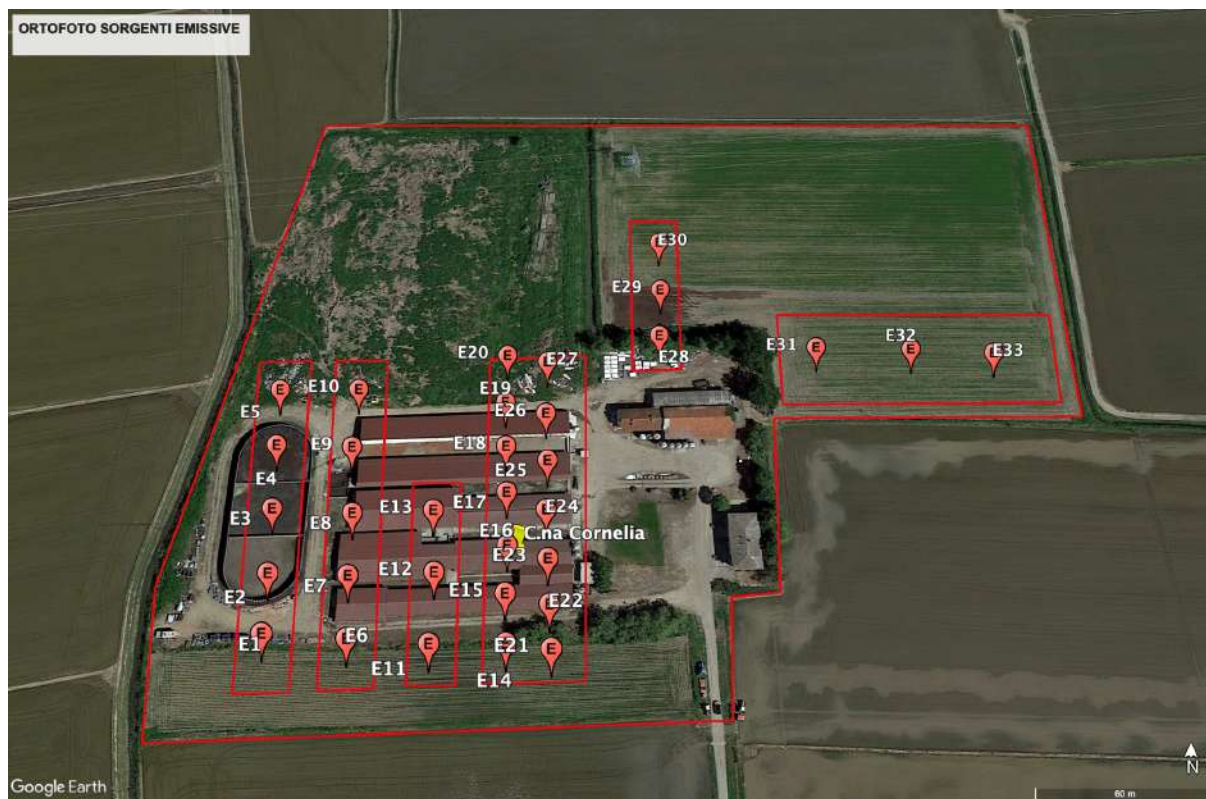 ORTOFOTO SORGENTI EMISSIVE
E30
E29
E28
E31
E32
E33
E20
E27
E10
E19
E5
E26
E9
E18
E4
E25
E3
E8
E13
E17
E24
E16
C.na Cornelia
E23
E2
E7
E12
E15
E22
E1
E6
E11
E21
E14
N
Google Earth
60 m